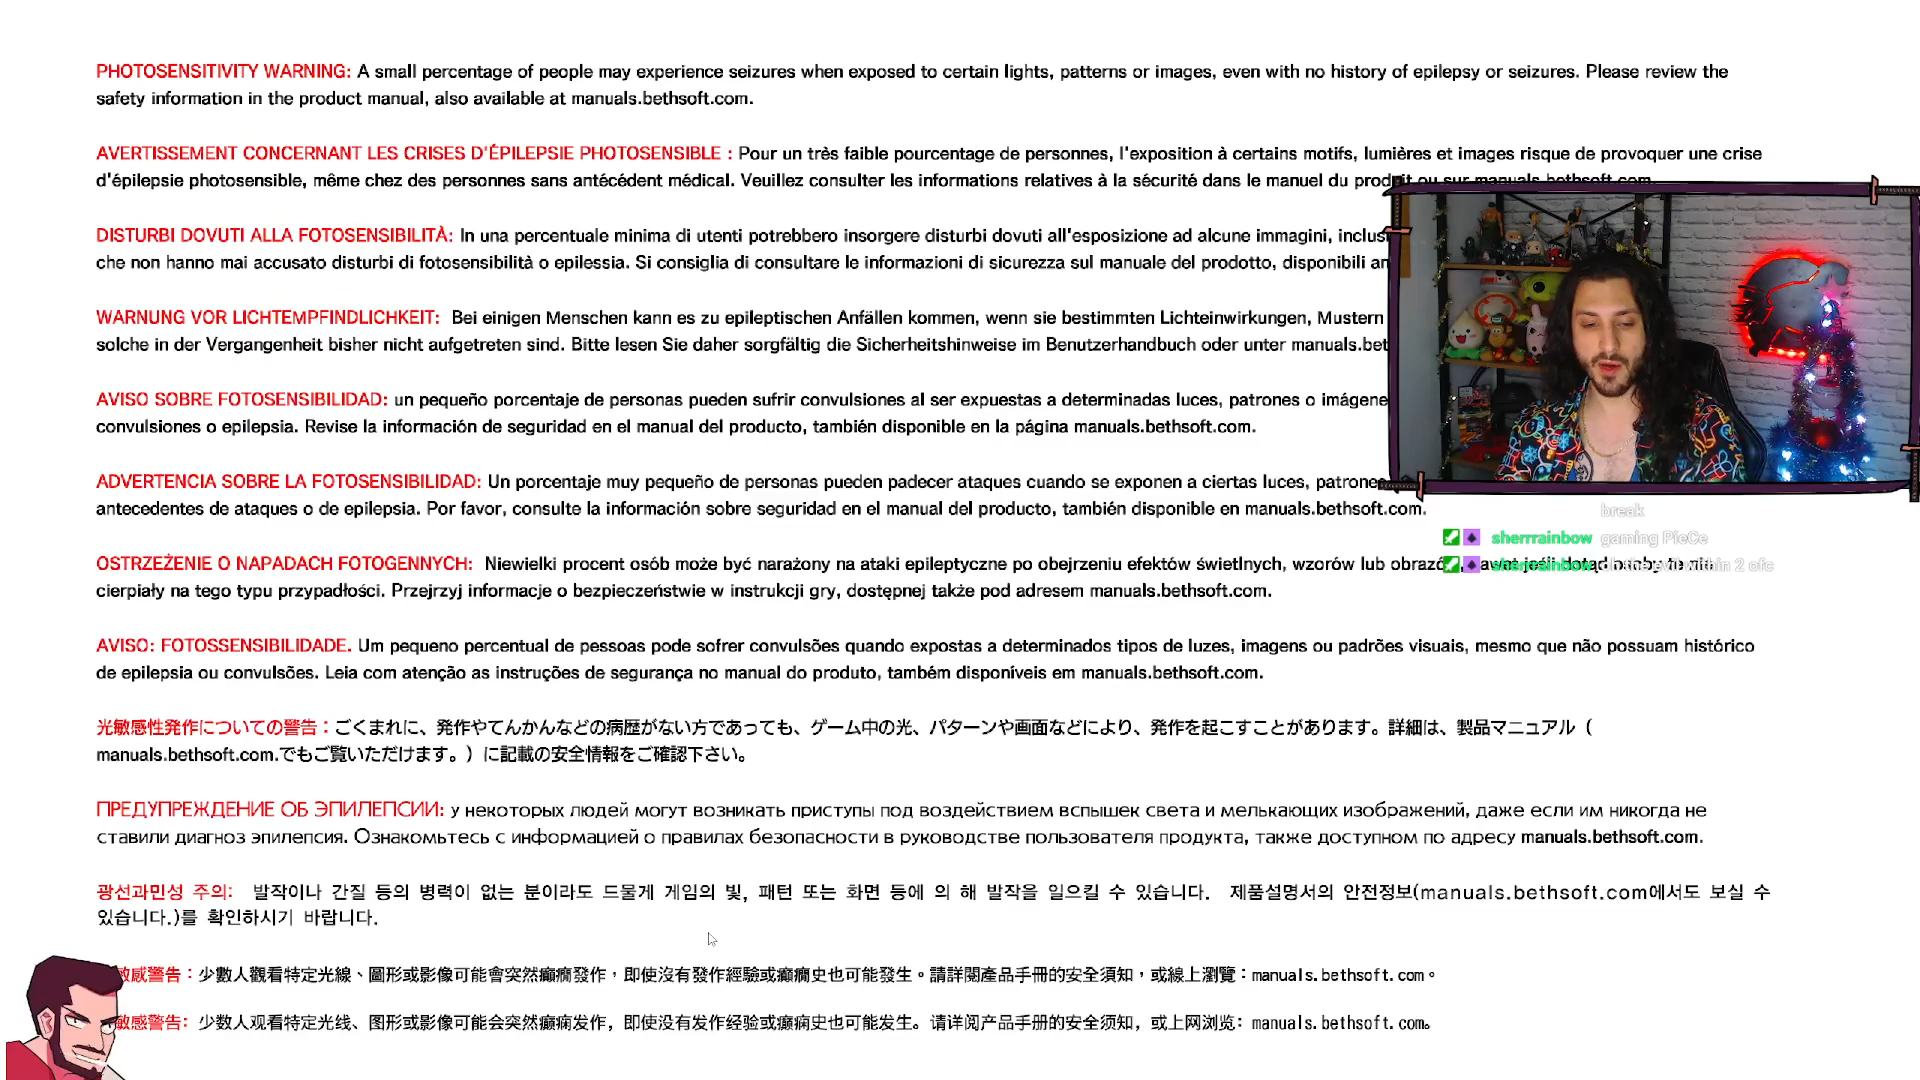 PHOTOSENSITIVITY WARNING: A small percentage of people may experience seizures when exposed to certain lights, patterns or images, even with no history of epilepsy or seizures. Please review the
safety information in the product manual, also available at manuals.bethsoft.com.
AVERTISSEMENT CONCERNANT LES CRISES D'ÉPILEPSIE PHOTOSENSIBLE : Pour un très faible pourcentage de personnes, l'exposition à certains motifs, lumières et images risque de provoquer une crise
d'épilepsie photosensible, même chez des personnes sans antécédent médical. Veuillez consulter les informations relatives à la sécurité dans le manuel du produit ou sur manuals.bethsoft.com.
DISTURBI DOVUTI ALLA FOTOSENSIBILITÀ: In una percentuale minima di utenti potrebbero insorgere disturbi dovuti all'esposizione ad alcune immagini,
che non hanno mai accusato disturbi di fotosensibilità o epilessia. Si consiglia di consultare le informazioni di sicurezza sul manuale del prodotto, disponibili
WARNUNG VOR LICHTEMPFINDLICHKEIT: Bei einigen Menschen kann es zu epileptischen Anfällen kommen, wenn sie bestimmten Lichteinwirkungen, Mustern
solche in der Vergangenheit bisher nicht aufgetreten sind. Bitte lesen Sie daher sorgfältig die Sicherheitshinweise im Benutzerhandbuch oder unter manuals.bet
AVISO SOBRE FOTOSENSIBILIDAD: un pequeño porcentaje de personas pueden sufrir convulsiones al ser expuestas a determinadas luces, patrones o imágene
convulsiones o epilepsia. Revise la información de seguridad en el manual del producto, también disponible en la página manuals.bethsoft.com.
ADVERTENCIA SOBRE LA FOTOSENSIBILIDAD: Un porcentaje muy pequeño de personas pueden padecer ataques cuando se exponen a ciertas luces, patrone
antecedentes de ataques o de epilepsia. Por favor, consulte la información sobre seguridad en el manual del producto, también disponible en manuals.bethsoft.com.
break
sherrrainbow gaming PieCe
OSTRZEŻENIE O NAPADACH FOTOGENNYCH: Niewielki procent osób może być narażony na ataki epileptyczne po obejrzeniu efektów świetlnych, wzorów lub
sherrrainbow within 2 ofc
cierpiały na tego typu przypadłości. Przejrzyj informacje o bezpieczeństwie w instrukcji gry, dostępnej także pod adresem manuals.bethsoft.com.
AVISO: FOTOSSENSIBILIDADE. Um pequeno percentual de pessoas pode sofrer convulsões quando expostas a determinados tipos de luzes, imagens ou padrões visuais, mesmo que não possuam histórico
de epilepsia ou convulsões. Leia com atenção as instruções de segurança no manual do produto, também disponíveis em manuals.bethsoft.com.
光敏感性発作についての警告：ごくまれに、発作やてんかんなどの病歴がない方であっても、ゲーム中の光、パターンや画面などにより、発作を起こすことがあります。詳細は、製品マニュアル（
manuals.bethsoft.com.でもご覧いただけます。）に記載の安全情報をご確認下さい。
ПРЕДУПРЕЖДЕНИЕ ОБ ЭПИЛЕПСИИ: у некоторых людей могут возникать приступы под воздействием вспышек света и мелькающих изображений, даже если им никогда не
ставили диагноз эпилепсия. Ознакомьтесь с информацией о правилах безопасности в руководстве пользователя продукта, также доступном по адресу manuals.bethsoft.com.
광선과민성 주의: 발작이나 간질 등의 병력이 없는 분이라도 드물게 게임의 빛, 패턴 또는 화면 등에 의 해 발작을 일으킬 수 있습니다. 제품설명서의 안전정보(manuals.bethsoft.com에서도 보실 수
있습니다.)를 확인하시기 바랍니다.
敏感警告：少數人觀看特定光線、圖形或影像可能會突然癲癇發作，即使沒有發作經驗或癲癇史也可能發生。請詳閱產品手冊的安全須知，或線上瀏覽：manuals.bethsoft.com。
敏感警告：少数人观看特定光线、图形或影像可能会突然癫痫发作，即使没有发作经验或癫痫史也可能发生。请详阅产品手册的安全须知，或上网浏览：manuals.bethsoft.com。